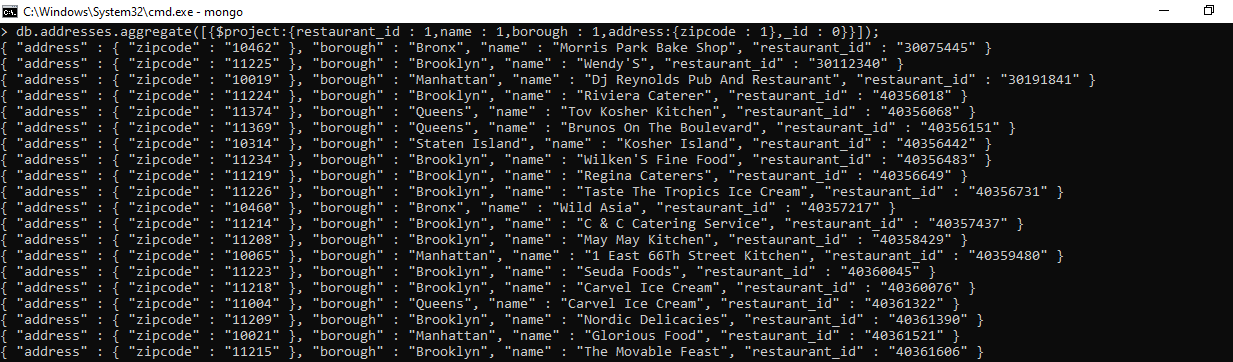 C:\Windows\System32\cmd.exe - mongo
> db.addresses.aggregate([{$project:{restaurant_id : 1,name : 1,borough : 1,address:{zipcode : 1},_id : 0}}]);
{ "address" : { "zipcode" : "10462" }, "borough" : "Bronx", "name" : "Morris Park Bake Shop", "restaurant_id" : "30075445" }
{ "address" : { "zipcode" : "11225" }, "borough" : "Brooklyn", "name" : "Wendy'S", "restaurant_id" : "30112340" }
{ "address" : { "zipcode" : "10019" }, "borough" : "Manhattan", "name" : "Dj Reynolds Pub And Restaurant", "restaurant_id" : "30191841" }
{ "address" : { "zipcode" : "11224" }, "borough" : "Brooklyn", "name" : "Riviera Caterer", "restaurant_id" : "40356018" }
{ "address" : { "zipcode" : "11374" }, "borough" : "Queens", "name" : "Tov Kosher Kitchen", "restaurant_id" : "40356068" }
{ "address" : { "zipcode" : "11369" }, "borough" : "Queens", "name" : "Brunos On The Boulevard", "restaurant_id" : "40356151" }
{ "address" : { "zipcode" : "10314" }, "borough" : "Staten Island", "name" : "Kosher Island", "restaurant_id" : "40356442" }
{ "address" : { "zipcode" : "11234" }, "borough" : "Brooklyn", "name" : "Wilken'S Fine Food", "restaurant_id" : "40356483" }
{ "address" : { "zipcode" : "11219" }, "borough" : "Brooklyn", "name" : "Regina Caterers", "restaurant_id" : "40356649" }
{ "address" : { "zipcode" : "11226" }, "borough" : "Brooklyn", "name" : "Taste The Tropics Ice Cream", "restaurant_id" : "40356731" }
{ "address" : { "zipcode" : "10460" }, "borough" : "Bronx", "name" : "Wild Asia", "restaurant_id" : "40357217" }
{ "address" : { "zipcode" : "11214" }, "borough" : "Brooklyn", "name" : "C & C Catering Service", "restaurant_id" : "40357437" }
{ "address" : { "zipcode" : "11208" }, "borough" : "Brooklyn", "name" : "May May Kitchen", "restaurant_id" : "40358429" }
{ "address" : { "zipcode" : "10065" }, "borough" : "Manhattan", "name" : "1 East 66Th Street Kitchen", "restaurant_id" : "40359480" }
{ "address" : { "zipcode" : "11223" }, "borough" : "Brooklyn", "name" : "Seuda Foods", "restaurant_id" : "40360045" }
{ "address" : { "zipcode" : "11218" }, "borough" : "Brooklyn", "name" : "Carvel Ice Cream", "restaurant_id" : "40360076" }
{ "address" : { "zipcode" : "11004" }, "borough" : "Queens", "name" : "Carvel Ice Cream", "restaurant_id" : "40361322" }
{ "address" : { "zipcode" : "11209" }, "borough" : "Brooklyn", "name" : "Nordic Delicacies", "restaurant_id" : "40361390" }
{ "address" : { "zipcode" : "10021" }, "borough" : "Manhattan", "name" : "Glorious Food", "restaurant_id" : "40361521" }
{ "address" : { "zipcode" : "11215" }, "borough" : "Brooklyn", "name" : "The Movable Feast", "restaurant_id" : "40361606" }